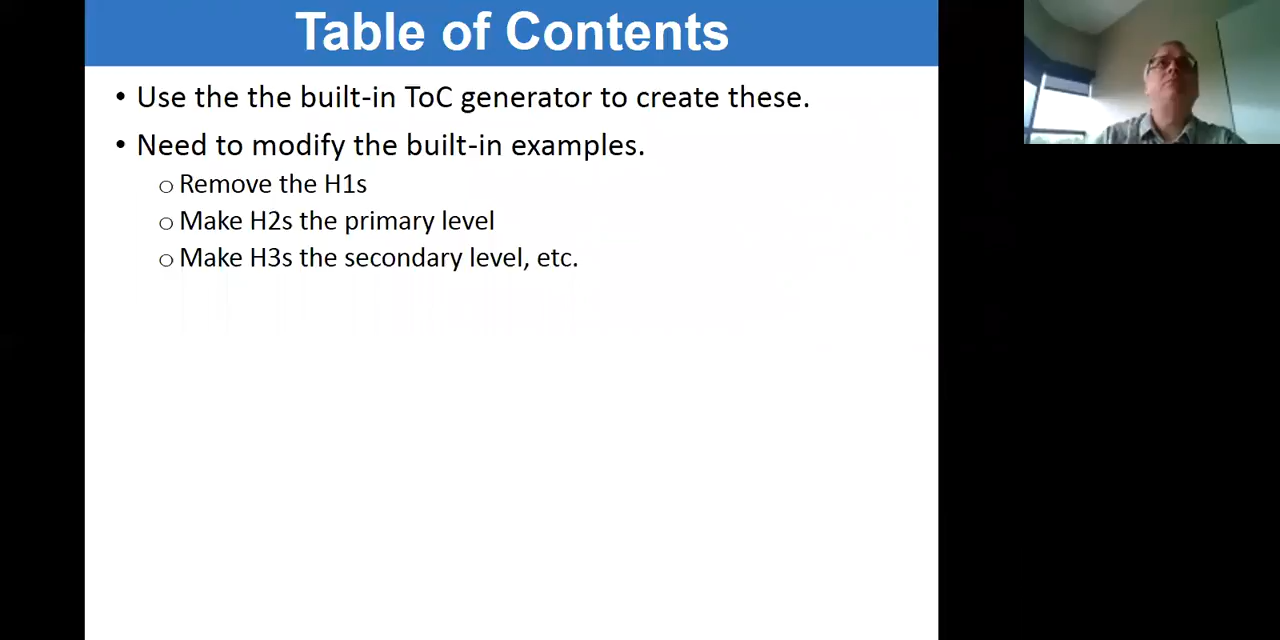 Table of Contents
• Use the the built-in ToC generator to create these.
• Need to modify the built-in examples.
o Remove the H1s
o Make H2s the primary level
o Make H3s the secondary level, etc.